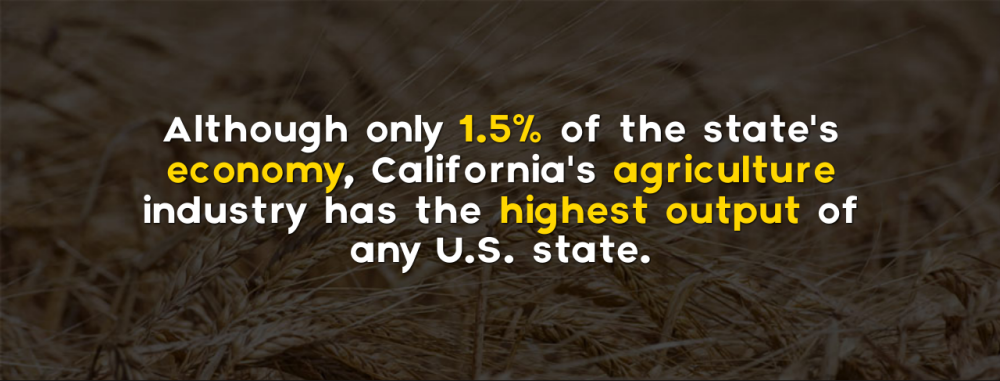 Although only 1.5% of the state's
economy, California's agriculture
industry has the highest output of
any U.S. state.